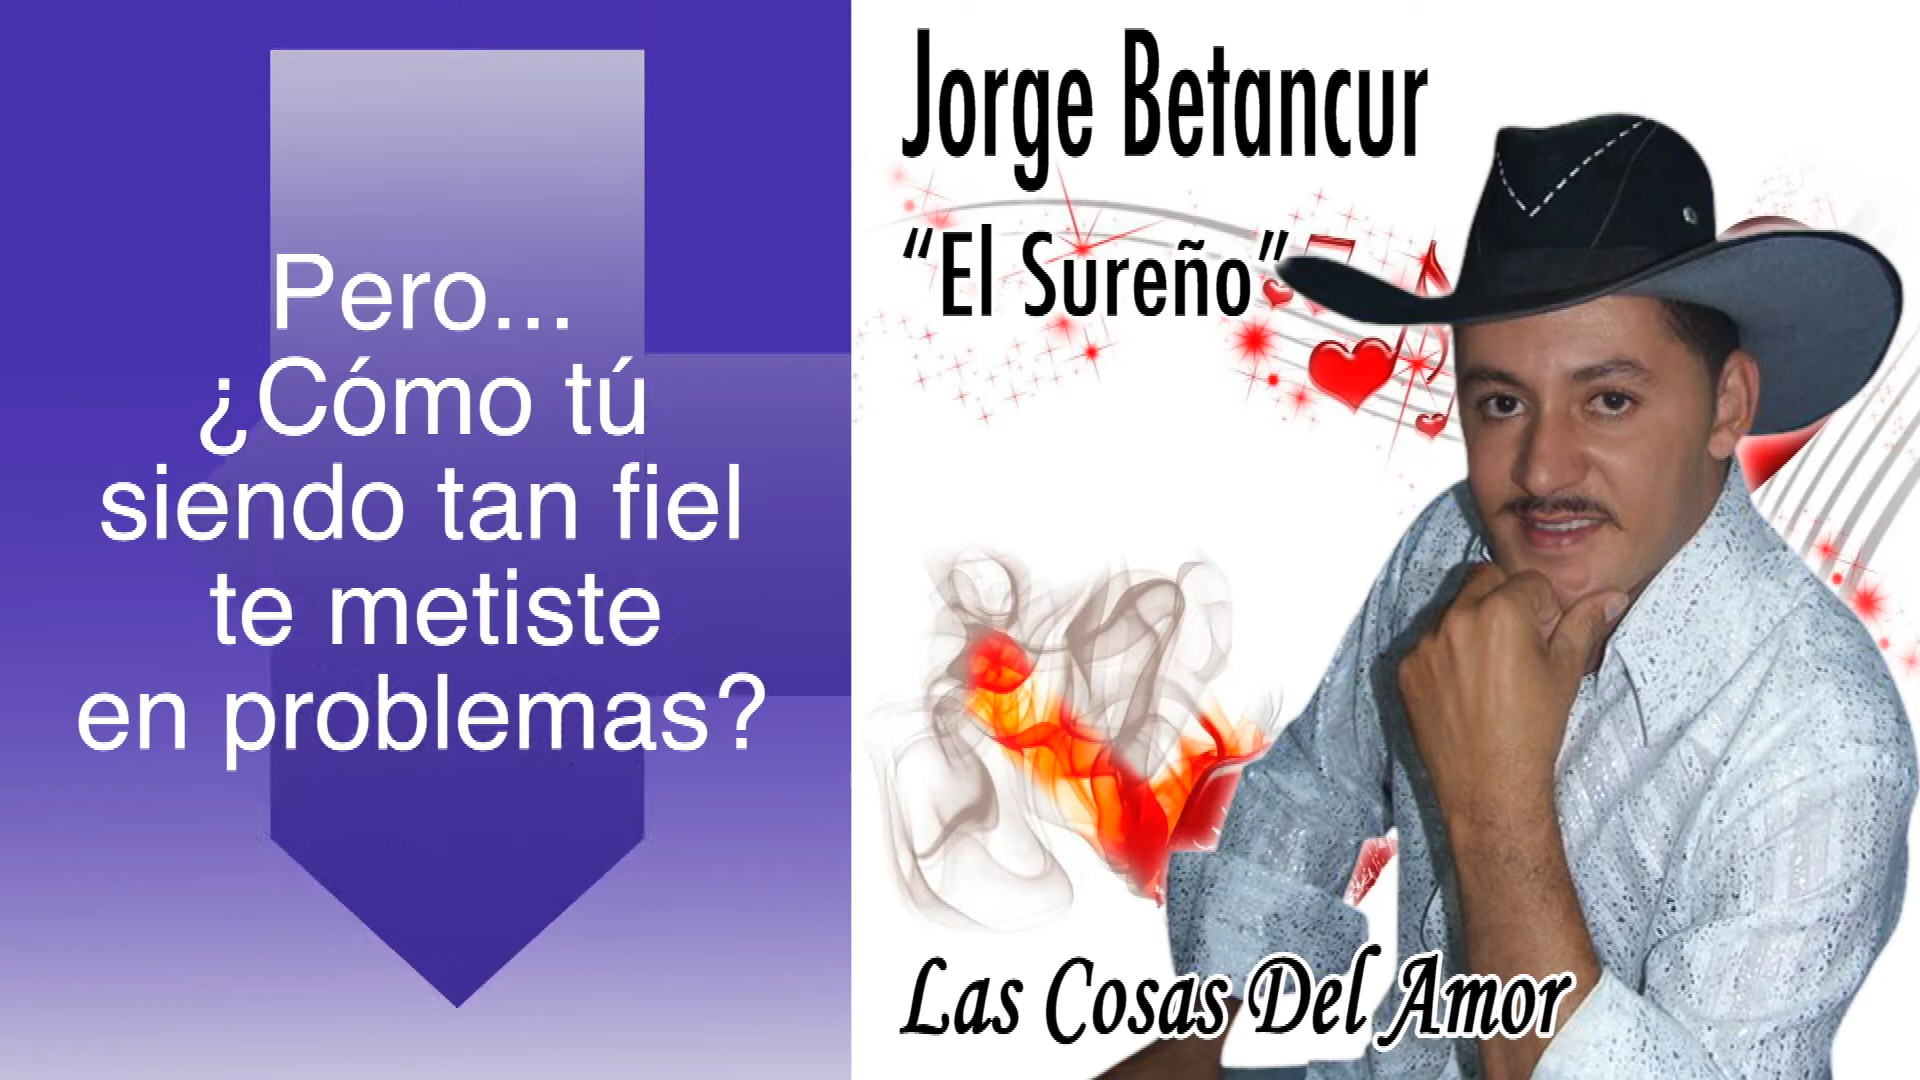 Pero...
¿Cómo tú
siendo tan fiel
te metiste
en problemas?
Jorge Betancur
“El Sureño”
Las Cosas Del Amor